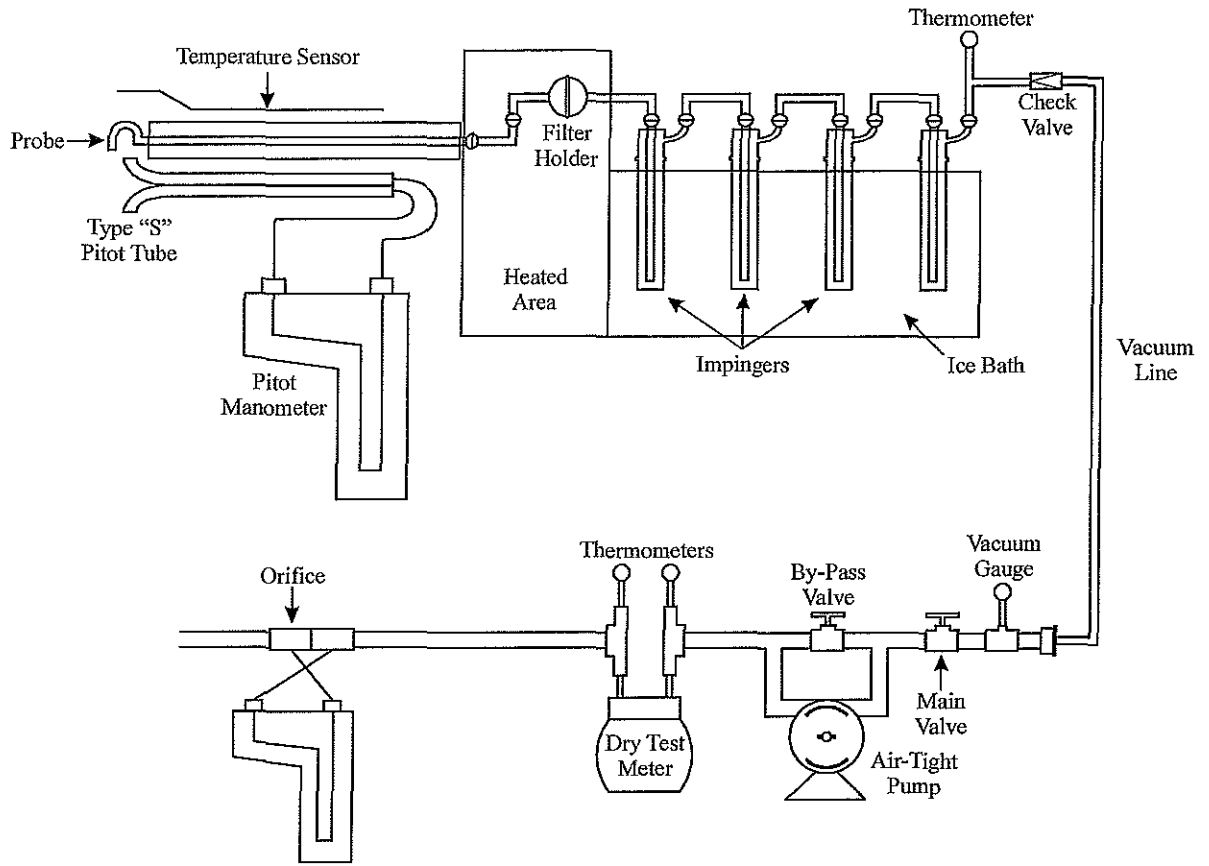 Thermometer
Temperature Sensor
Check
Valve
Probe
Filter
Holder
Type “S”
Pitot Tube
Heated
Area
Impingers
Ice Bath
Vacuum
Line
Pitot
Manometer
Thermometers
Vacuum
Gauge
By-Pass
Valve
Orifice
Main
Valve
Dry Test
Meter
Air-Tight
Pump